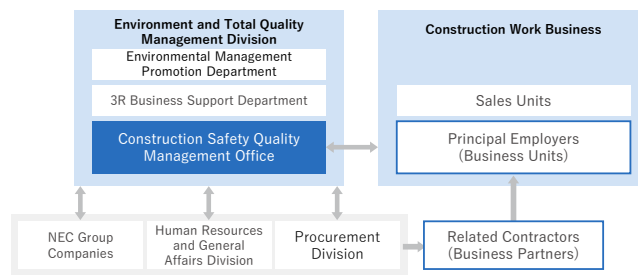 Environment and Total Quality
Management Division
Environmental Management
Promotion Department
3R Business Support Department
Construction Safety Quality
Management Office
Construction Work Business
Sales Units
Principal Employers
(Business Units)
NEC Group
Companies
Human Resources
and General
Affairs Division
Procurement
Division
Related Contractors
(Business Partners)